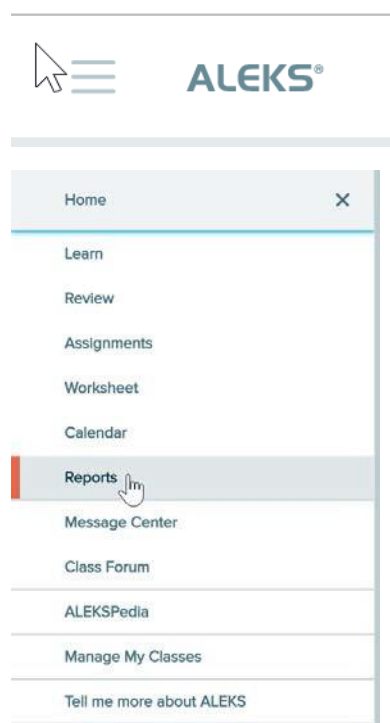 ALEKS®
Home
Learn
Review
Assignments
Worksheet
Calendar
Reports
Message Center
Class Forum
ALEKSPedia
Manage My Classes
Tell me more about ALEKS